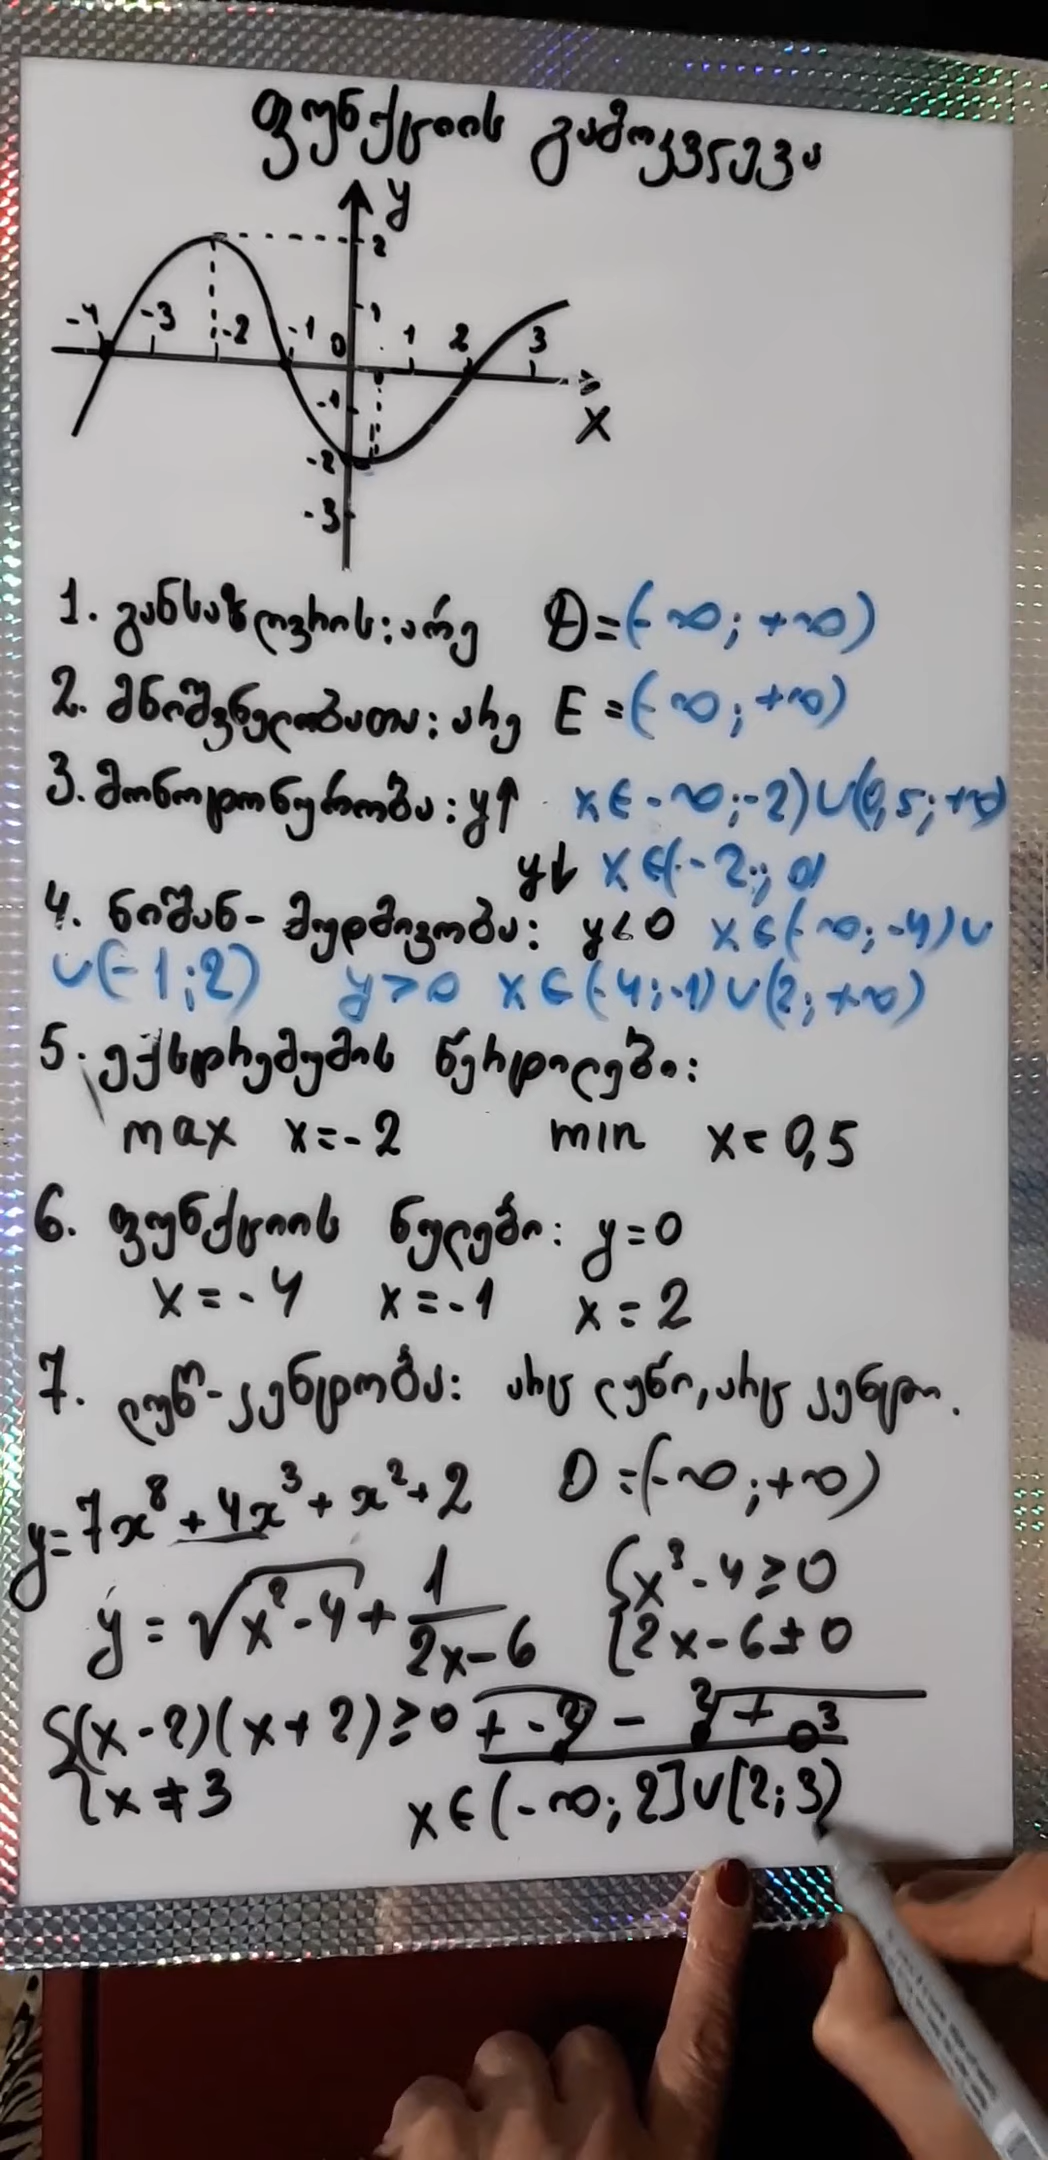 ფუნქციის გამოკვლევა
y
2
1
-4 -3 -2 -1 0 1 2 3
x
-1
-2
-3
1. განსაზღვრის: არე D=(-∞;+∞)
2. მნიშვნელობათა: არე E=(-∞;+∞)
3. მონოტონურობა: y↑ x∈-∞;-2)∪(0,5;+∞)
y↓ x∈(-2;
4. ნიშან-მუდმივობა: y<0 x∈(-∞;-4)∪
∪(-1;2) y>0 x∈(-4;-1)∪(2;+∞)
5. ექსტრემუმის წერტილები:
max x=-2 min x=0,5
6. ფუნქციის ნულები: y=0
x=-4 x=-1 x=2
7. ლუწ-კენტობა: არც ლუწი, არც კენტი.
y=7x⁸+4x³+x²+2 D=(-∞;+∞)
y=√x²-4+1/2x-6 {x²-4≥0
{2x-6≠0
{(x-2)(x+2)≥0 + -2 - 2 + 3
{x≠3 x∈(-∞;2]∪[2;3)